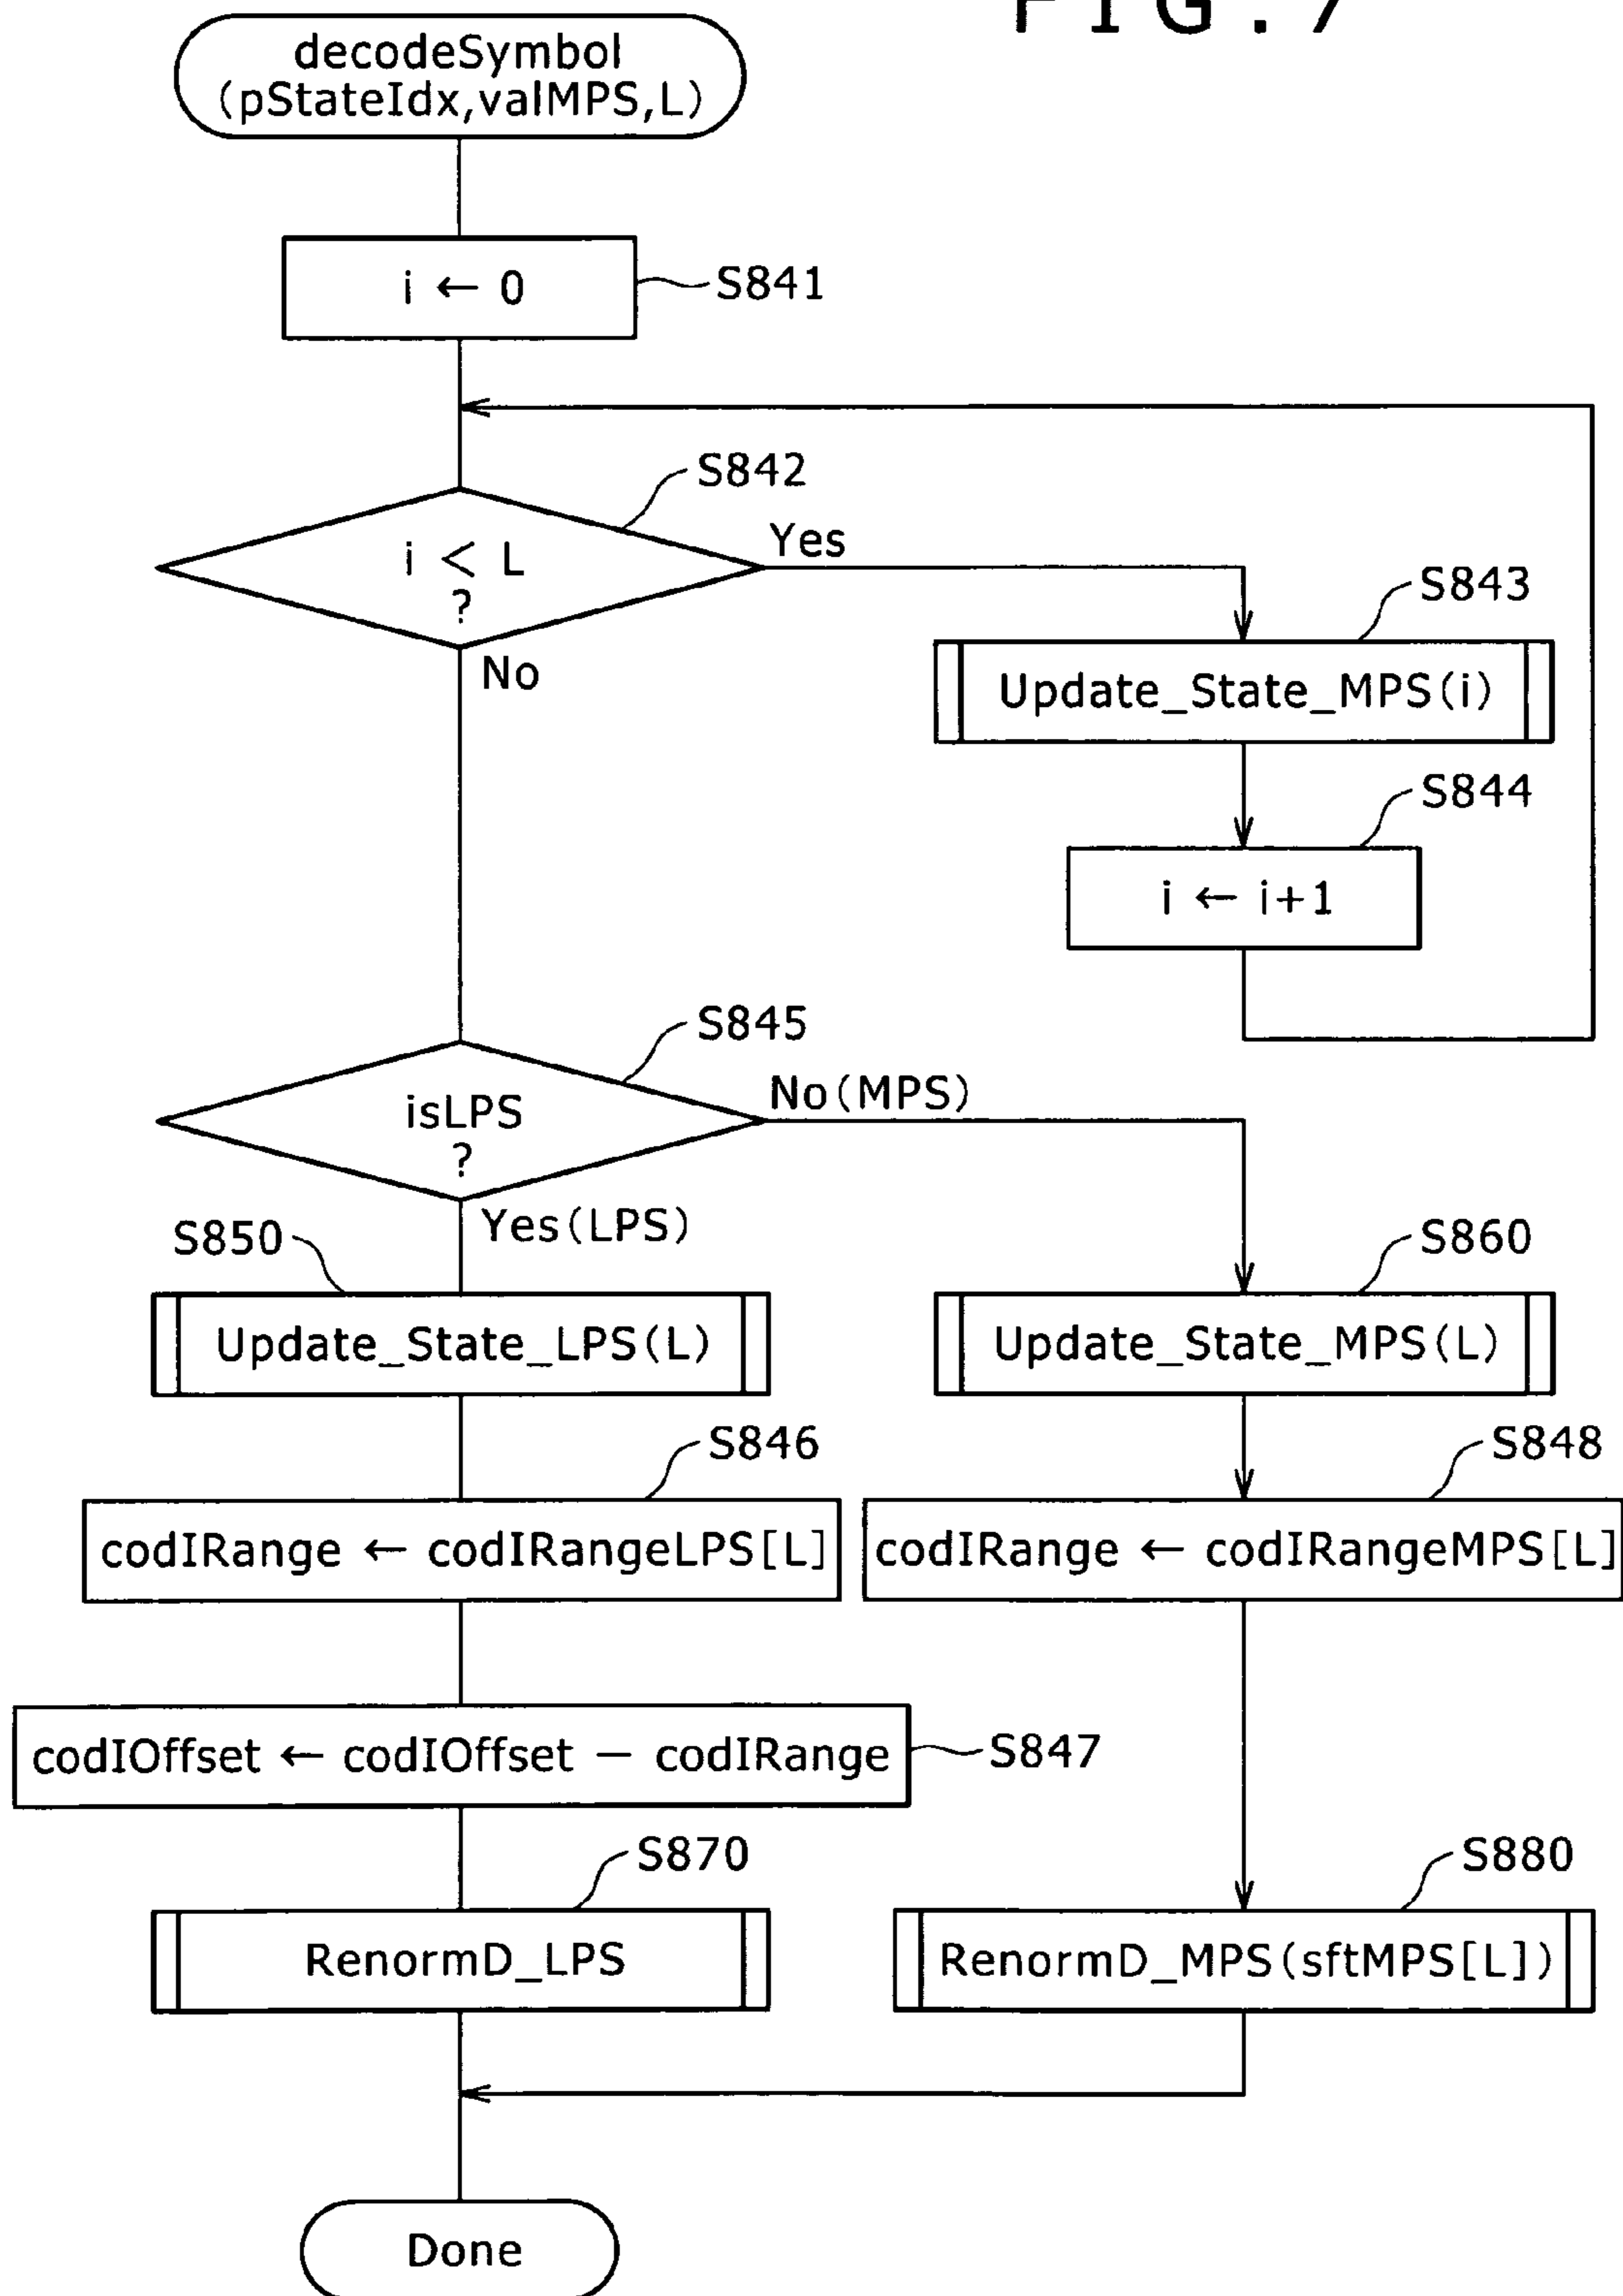 FIG.7
decodeSymbol
(pStateIdx,valMPS,L)
i ← 0
S841
S842
i < L
?
Yes
No
S843
Update_State_MPS(i)
S844
i ← i+1
S845
isLPS
?
No(MPS)
Yes(LPS)
S850
Update_State_LPS(L)
S860
Update_State_MPS(L)
S846
codIRange ← codIRangeLPS[L]
S848
codIRange ← codIRangeMPS[L]
codIOffset ← codIOffset – codIRange
S847
S870
RenormD_LPS
S880
RenormD_MPS(sftMPS[L])
Done